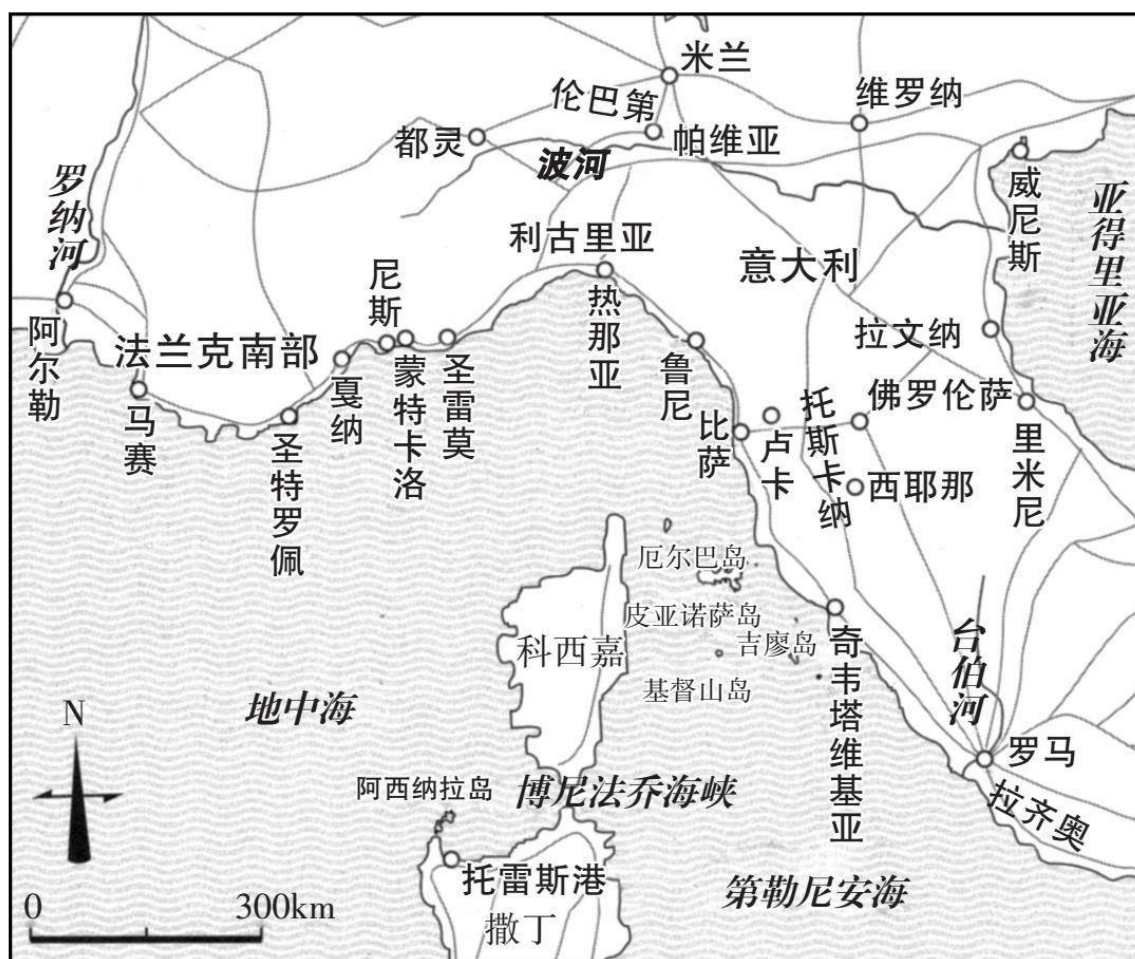 米兰
伦巴第
维罗纳
都灵
帕维亚
波河
罗纳河
威尼斯
亚得里亚海
利古里亚
意大利
尼斯
热那亚
阿尔勒
法兰克南部
拉文纳
马赛
戛纳
蒙特卡洛
圣雷莫
鲁尼
佛罗伦萨
圣特罗佩
比萨
卢卡
托斯卡纳
里米尼
西耶那
厄尔巴岛
皮亚诺萨岛
科西嘉
吉廖岛
奇韦塔维基亚
台伯河
基督山岛
地中海
N
罗马
阿西纳拉岛
博尼法乔海峡
拉齐奥
托雷斯港
第勒尼安海
撒丁
0
300km